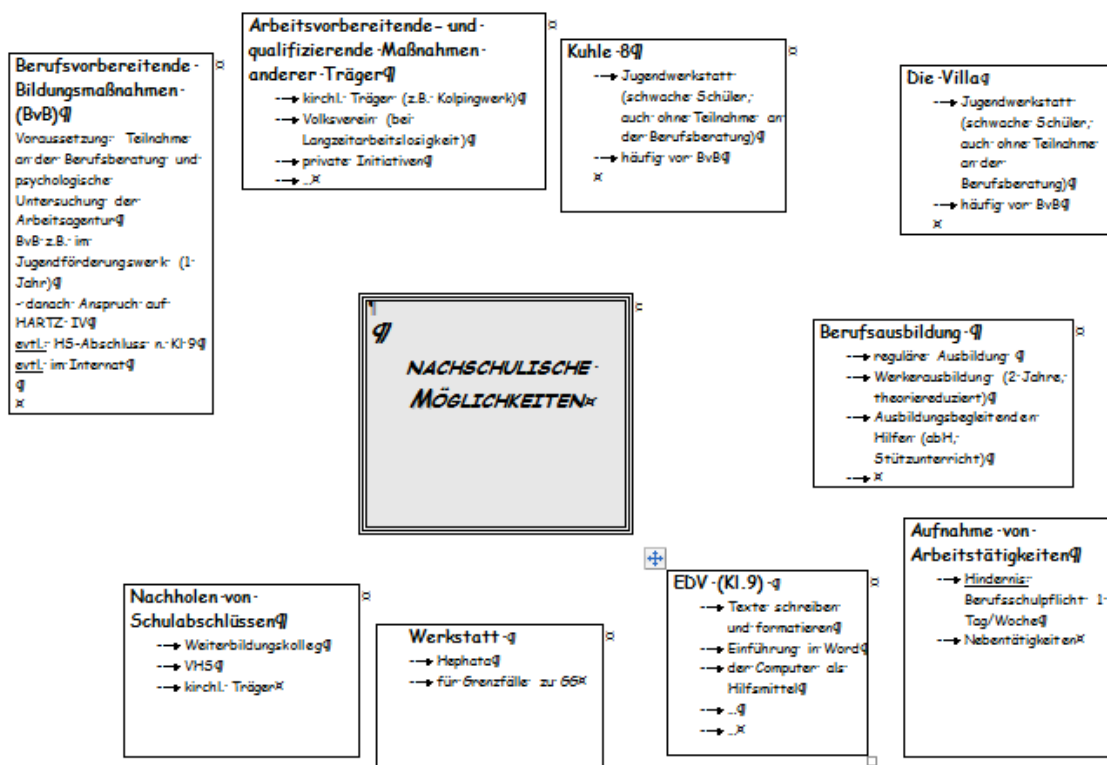 Berufsvorbereitende
Bildungsmaßnahmen
(BvB)¶
Voraussetzung: Teilnahme
an der Berufsberatung und
psychologische
Untersuchung der
Arbeitsagentur¶
BvB z.B. im
Jugendförderungswerk (1
Jahr)¶
- danach Anspruch auf
HARTZ IV¶
evtl.: HS-Abschluss n. Kl 9¶
evtl. im Internat¶
¶
¤
Arbeitsvorbereitende- und
qualifizierende Maßnahmen
anderer Träger¶
→ kirchl. Träger (z.B. Kolpingwerk)¶
→ Volksverein (bei
Langzeitarbeitslosigkeit)¶
→ private Initiativen¶
→ …¤
Kuhle 8¶
→ Jugendwerkstatt
(schwache Schüler,
auch ohne Teilnahme an
der Berufsberatung)¶
→ häufig vor BvB¶
¤
Die Villa¶
→ Jugendwerkstatt
(schwache Schüler,
auch ohne Teilnahme
an der
Berufsberatung)¶
→ häufig vor BvB¶
¤
¶
¶
NACHSCHULISCHE
MÖGLICHKEITEN¤
Berufsausbildung ¶
→ reguläre Ausbildung ¶
→ Werkerausbildung (2 Jahre,
theoriereduziert)¶
→ Ausbildungsbegleitenden
Hilfen (abH,
Stützunterricht)¶
→ ¤
Nachholen von
Schulabschlüssen¶
→ Weiterbildungskolleg¶
→ VHS¶
→ kirchl. Träger¤
Werkstatt ¶
→ Hephata¶
→ für Grenzfälle zu GG¤
EDV (Kl.9) ¶
→ Texte schreiben
und formatieren¶
→ Einführung in Word¶
→ der Computer als
Hilfsmittel¶
→ …¶
→ …¤
Aufnahme von
Arbeitstätigkeiten¶
→ Hindernis:
Berufsschulpflicht 1
Tag/Woche¶
→ Nebentätigkeiten¤